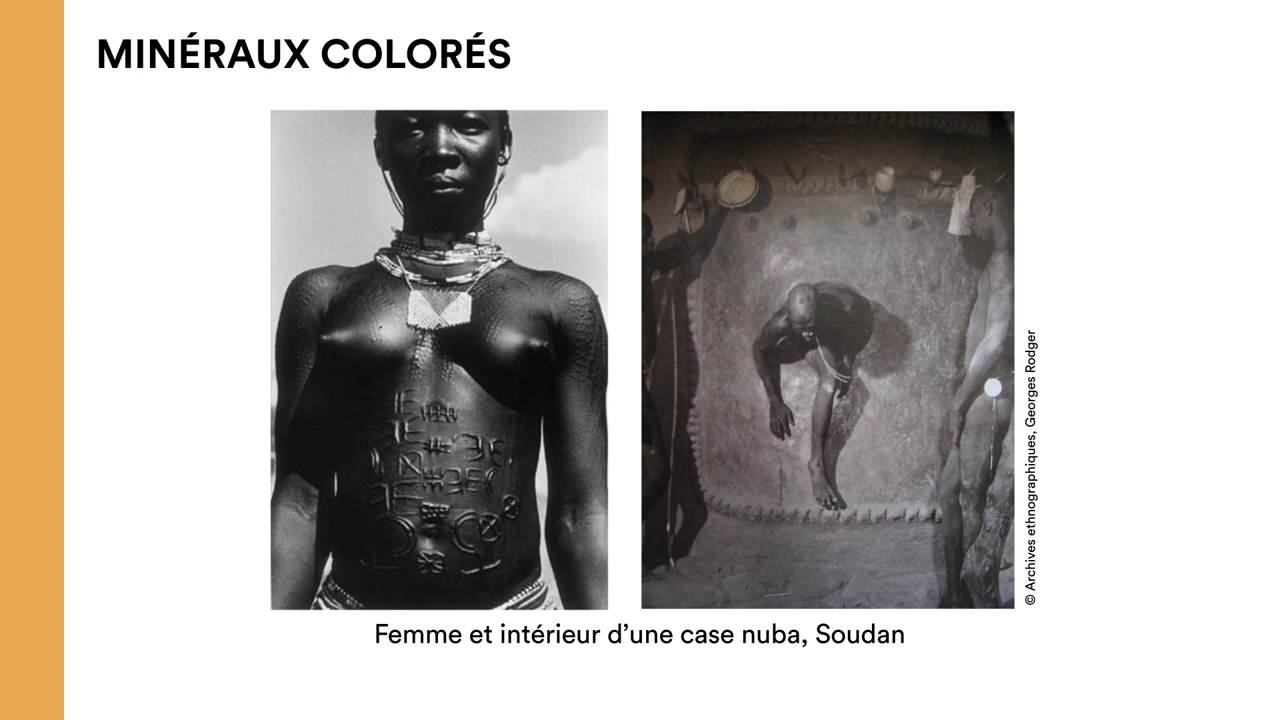 MINÉRAUX COLORÉS
© Archives ethnographiques, Georges Rodger
Femme et intérieur d’une case nuba, Soudan